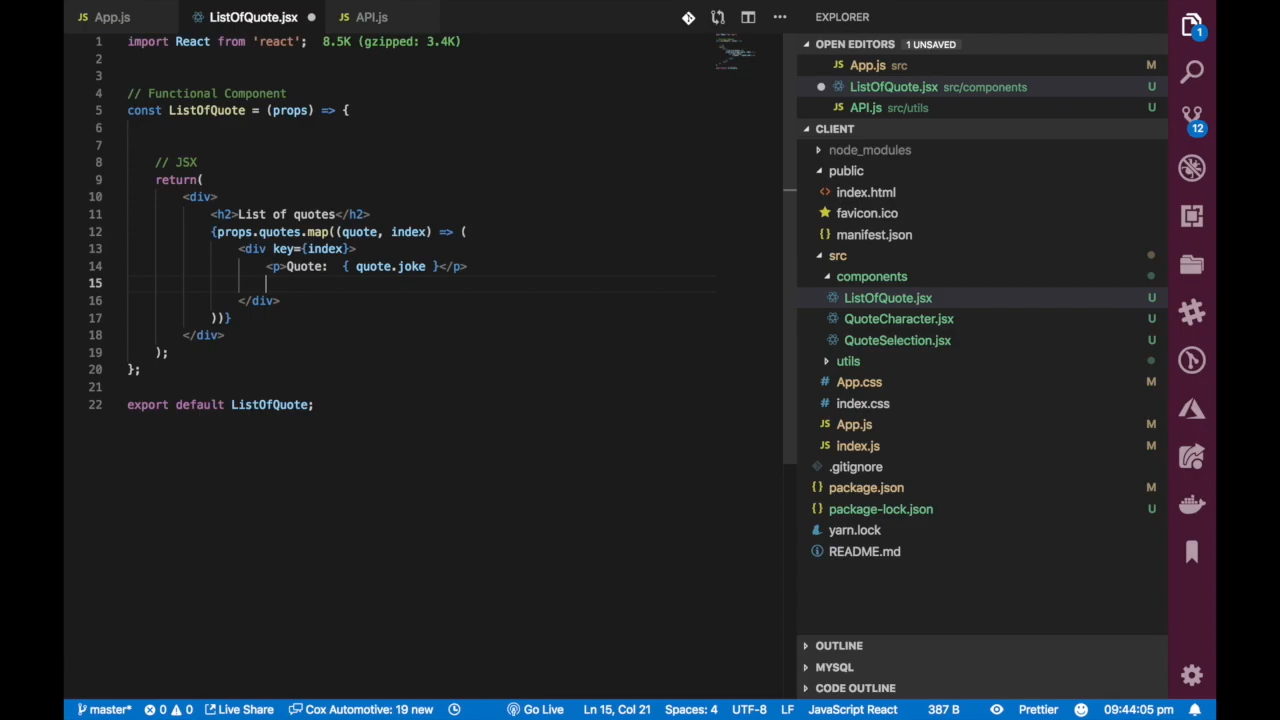 App.js
ListOfQuote.jsx
API.js
1 import React from 'react'; 8.5K (gzipped: 3.4K)
2
3
4 // Functional Component
5 const ListOfQuote = (props) => {
6
7
8 // JSX
9 return(
10 <div>
11 <h2>List of quotes</h2>
12 {props.quotes.map((quote, index) => (
13 <div key={index}>
14 <p>Quote: { quote.joke }</p>
15
16 </div>
17 ))}
18 </div>
19 );
20 };
21
22 export default ListOfQuote;
EXPLORER
OPEN EDITORS 1 UNSAVED
JS App.js src M
ListOfQuote.jsx src/components U
JS API.js src/utils U
CLIENT
node_modules
public
<> index.html
favicon.ico
{} manifest.json
src
components
ListOfQuote.jsx U
QuoteCharacter.jsx U
QuoteSelection.jsx U
utils
# App.css M
# index.css
JS App.js M
JS index.js M
.gitignore
{} package.json M
{} package-lock.json U
yarn.lock
README.md
OUTLINE
MYSQL
CODE OUTLINE
1
12
master* 0 0 Live Share Cox Automotive: 19 new Go Live Ln 15, Col 21 Spaces: 4 UTF-8 LF JavaScript React 387 B Prettier 09:44:05 pm